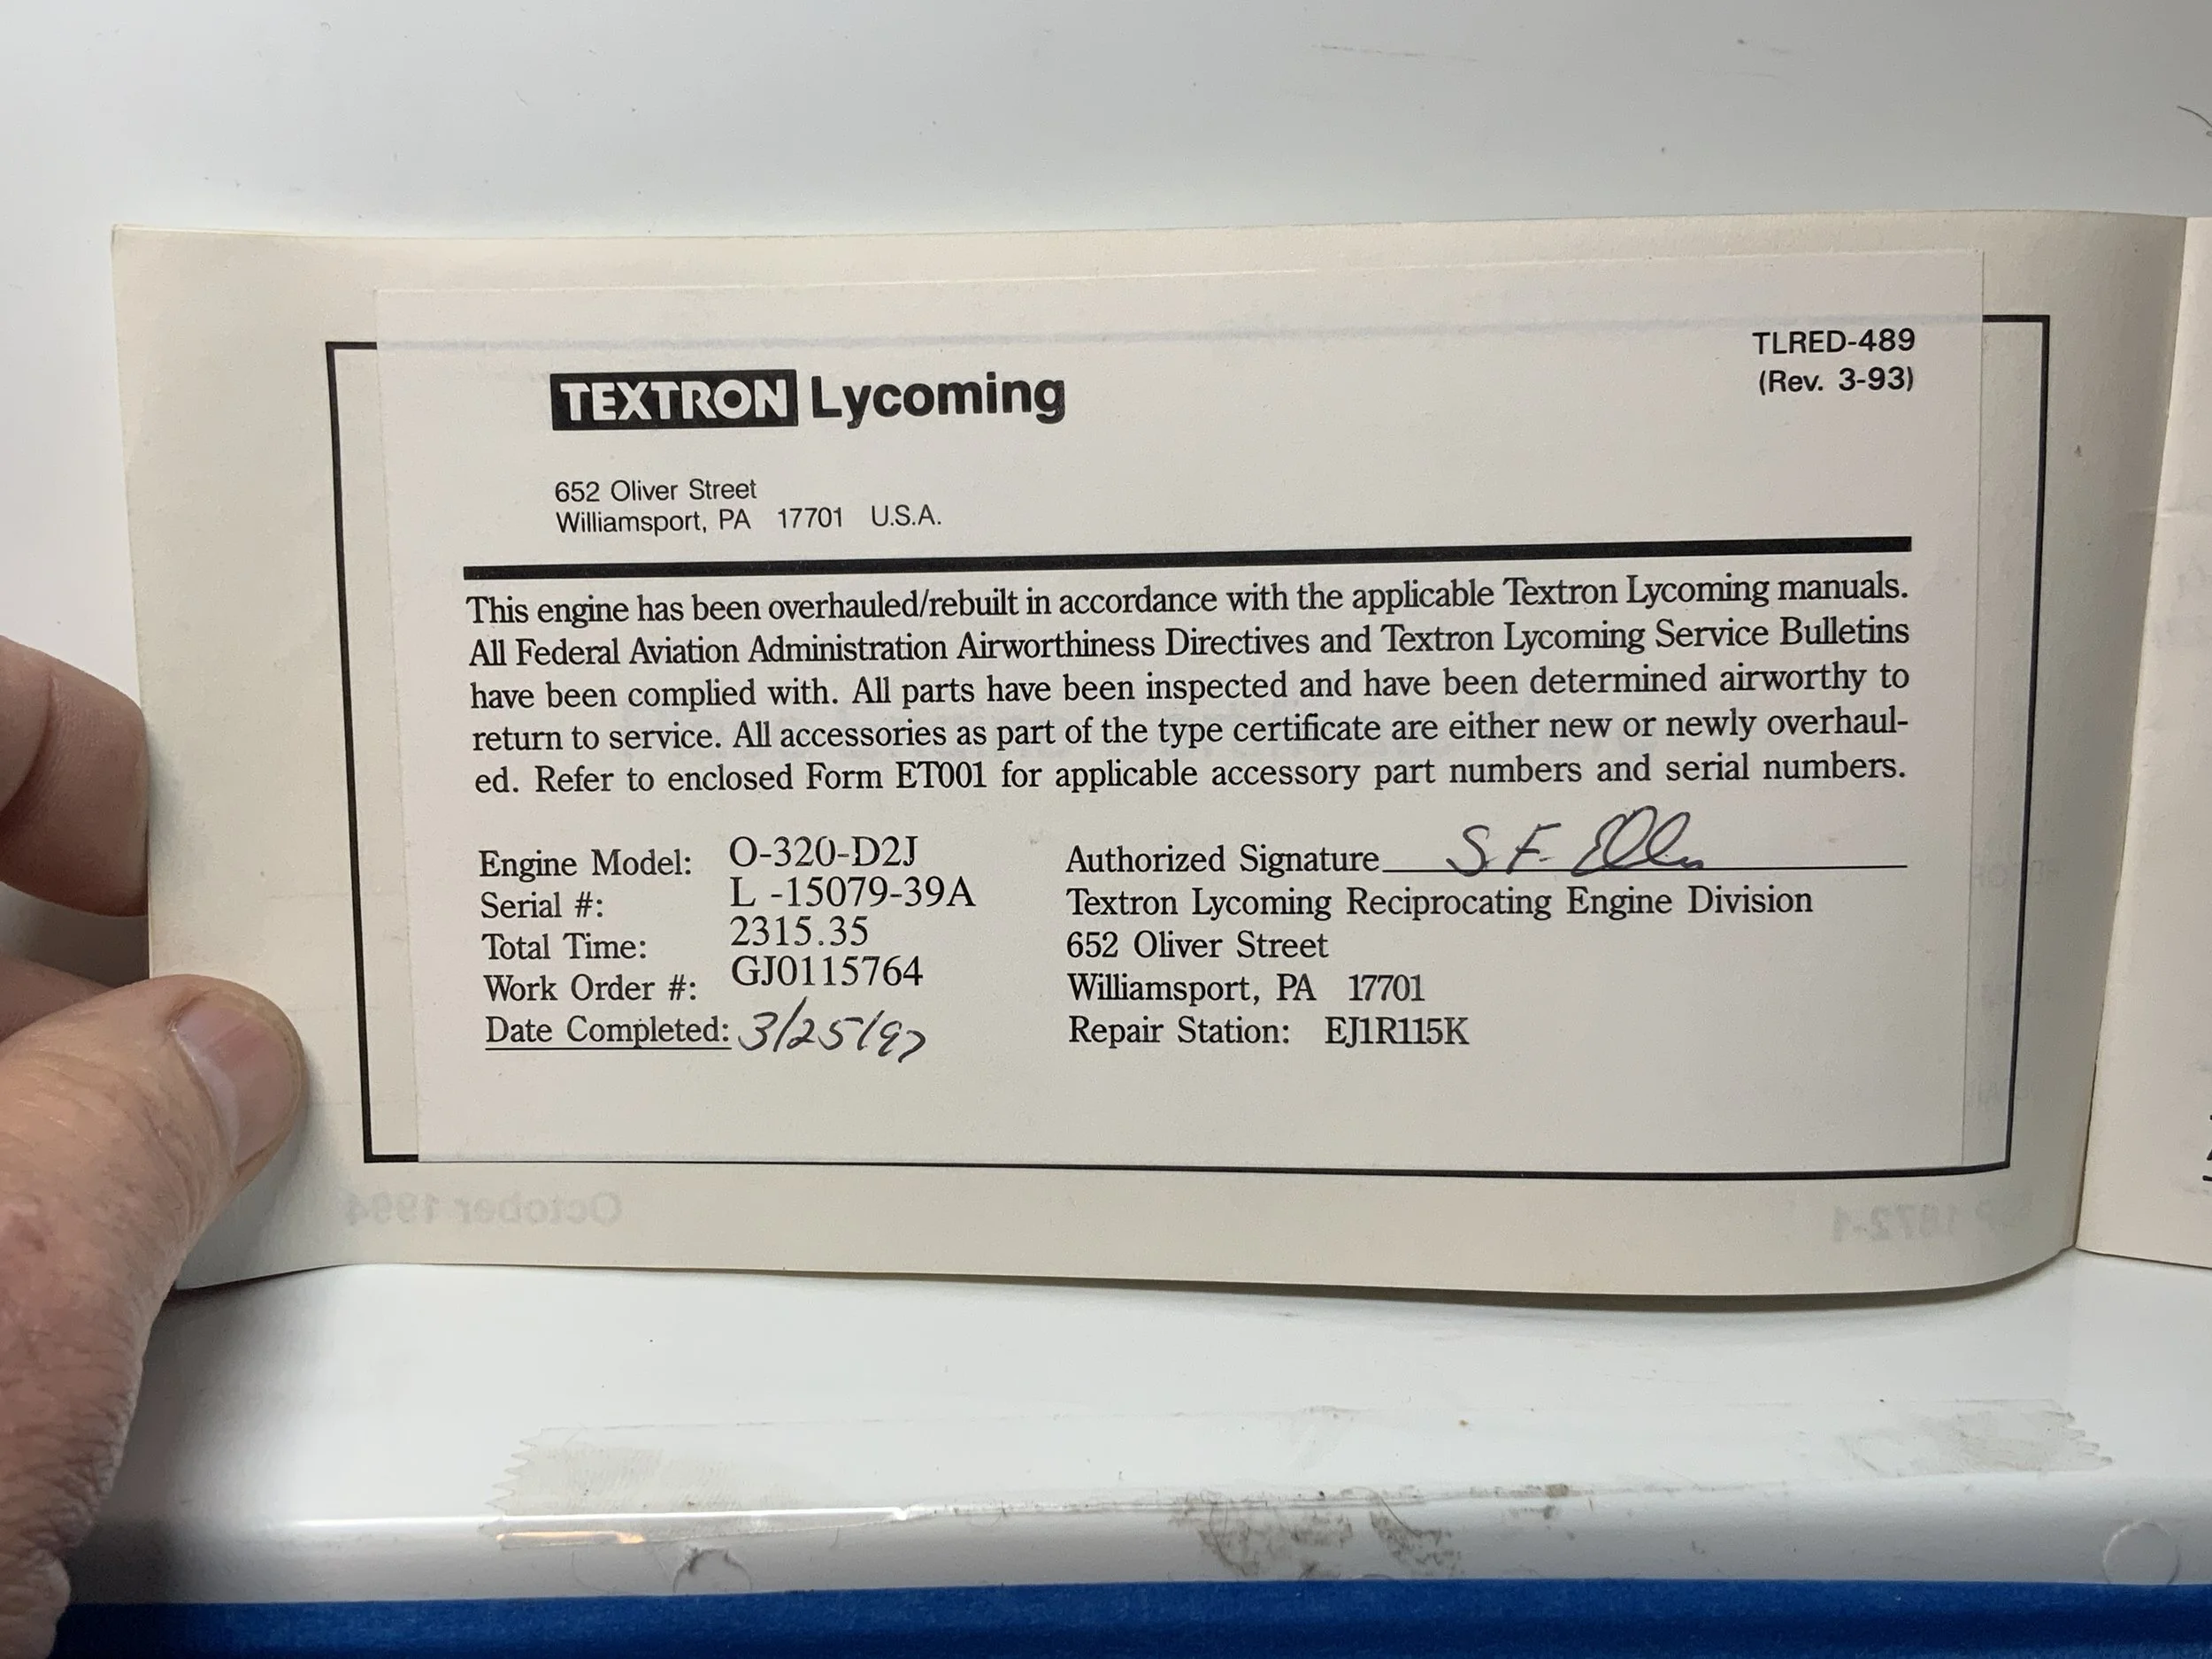 TEXTRON Lycoming
TLRED-489
(Rev. 3-93)
652 Oliver Street
Williamsport, PA 17701 U.S.A.
This engine has been overhauled/rebuilt in accordance with the applicable Textron Lycoming manuals.
All Federal Aviation Administration Airworthiness Directives and Textron Lycoming Service Bulletins
have been complied with. All parts have been inspected and have been determined airworthy to
return to service. All accessories as part of the type certificate are either new or newly overhaul-
ed. Refer to enclosed Form ET001 for applicable accessory part numbers and serial numbers.
Engine Model: O-320-D2J
Serial #: L -15079-39A
Total Time: 2315.35
Work Order #: GJ0115764
Date Completed: 3/25/97
Authorized Signature S. F.
Textron Lycoming Reciprocating Engine Division
652 Oliver Street
Williamsport, PA 17701
Repair Station: EJ1R115K
October 1994
1872-1